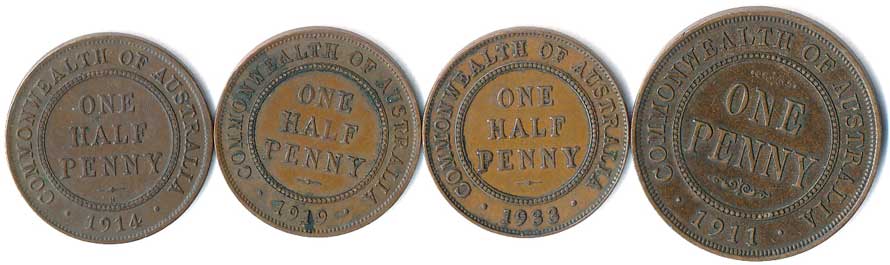 COMMONWEALTH OF AUSTRALIA
ONE
HALF
PENNY
· 1914 ·
COMMONWEALTH OF AUSTRALIA
ONE
HALF
PENNY
· 1919 ·
COMMONWEALTH OF AUSTRALIA
ONE
HALF
PENNY
· 1933 ·
COMMONWEALTH OF AUSTRALIA
ONE
PENNY
· 1911 ·